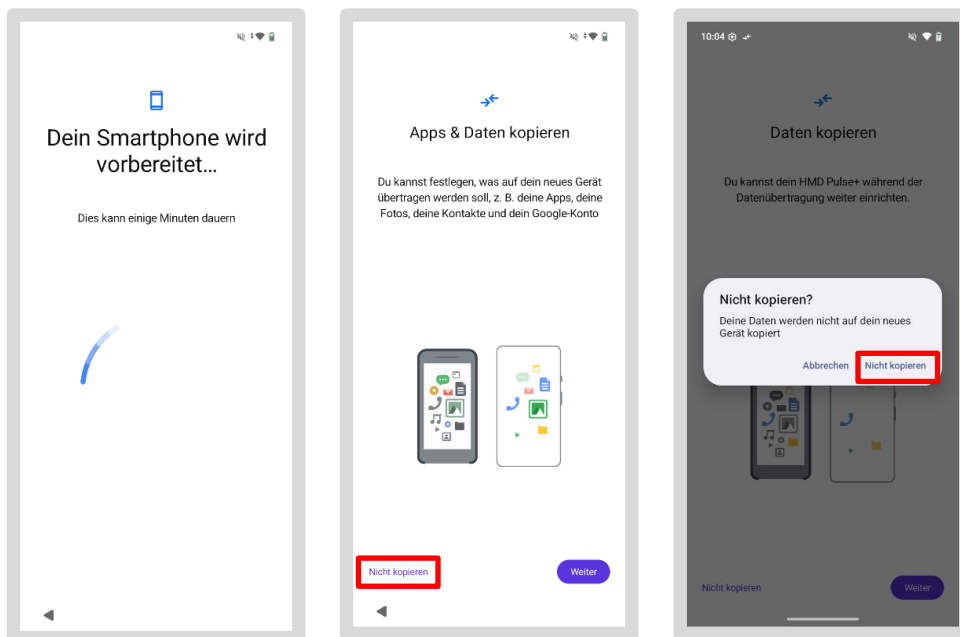 Dein Smartphone wird
vorbereitet...
Dies kann einige Minuten dauern
Apps & Daten kopieren
Du kannst festlegen, was auf dein neues Gerät
übertragen werden soll, z. B. deine Apps, deine
Fotos, deine Kontakte und dein Google-Konto
Nicht kopieren
Weiter
10:04
Daten kopieren
Du kannst dein HMD Pulse+ während der
Datenübertragung weiter einrichten.
Nicht kopieren?
Deine Daten werden nicht auf dein neues
Gerät kopiert
Abbrechen Nicht kopieren
Nicht kopieren
Weiter